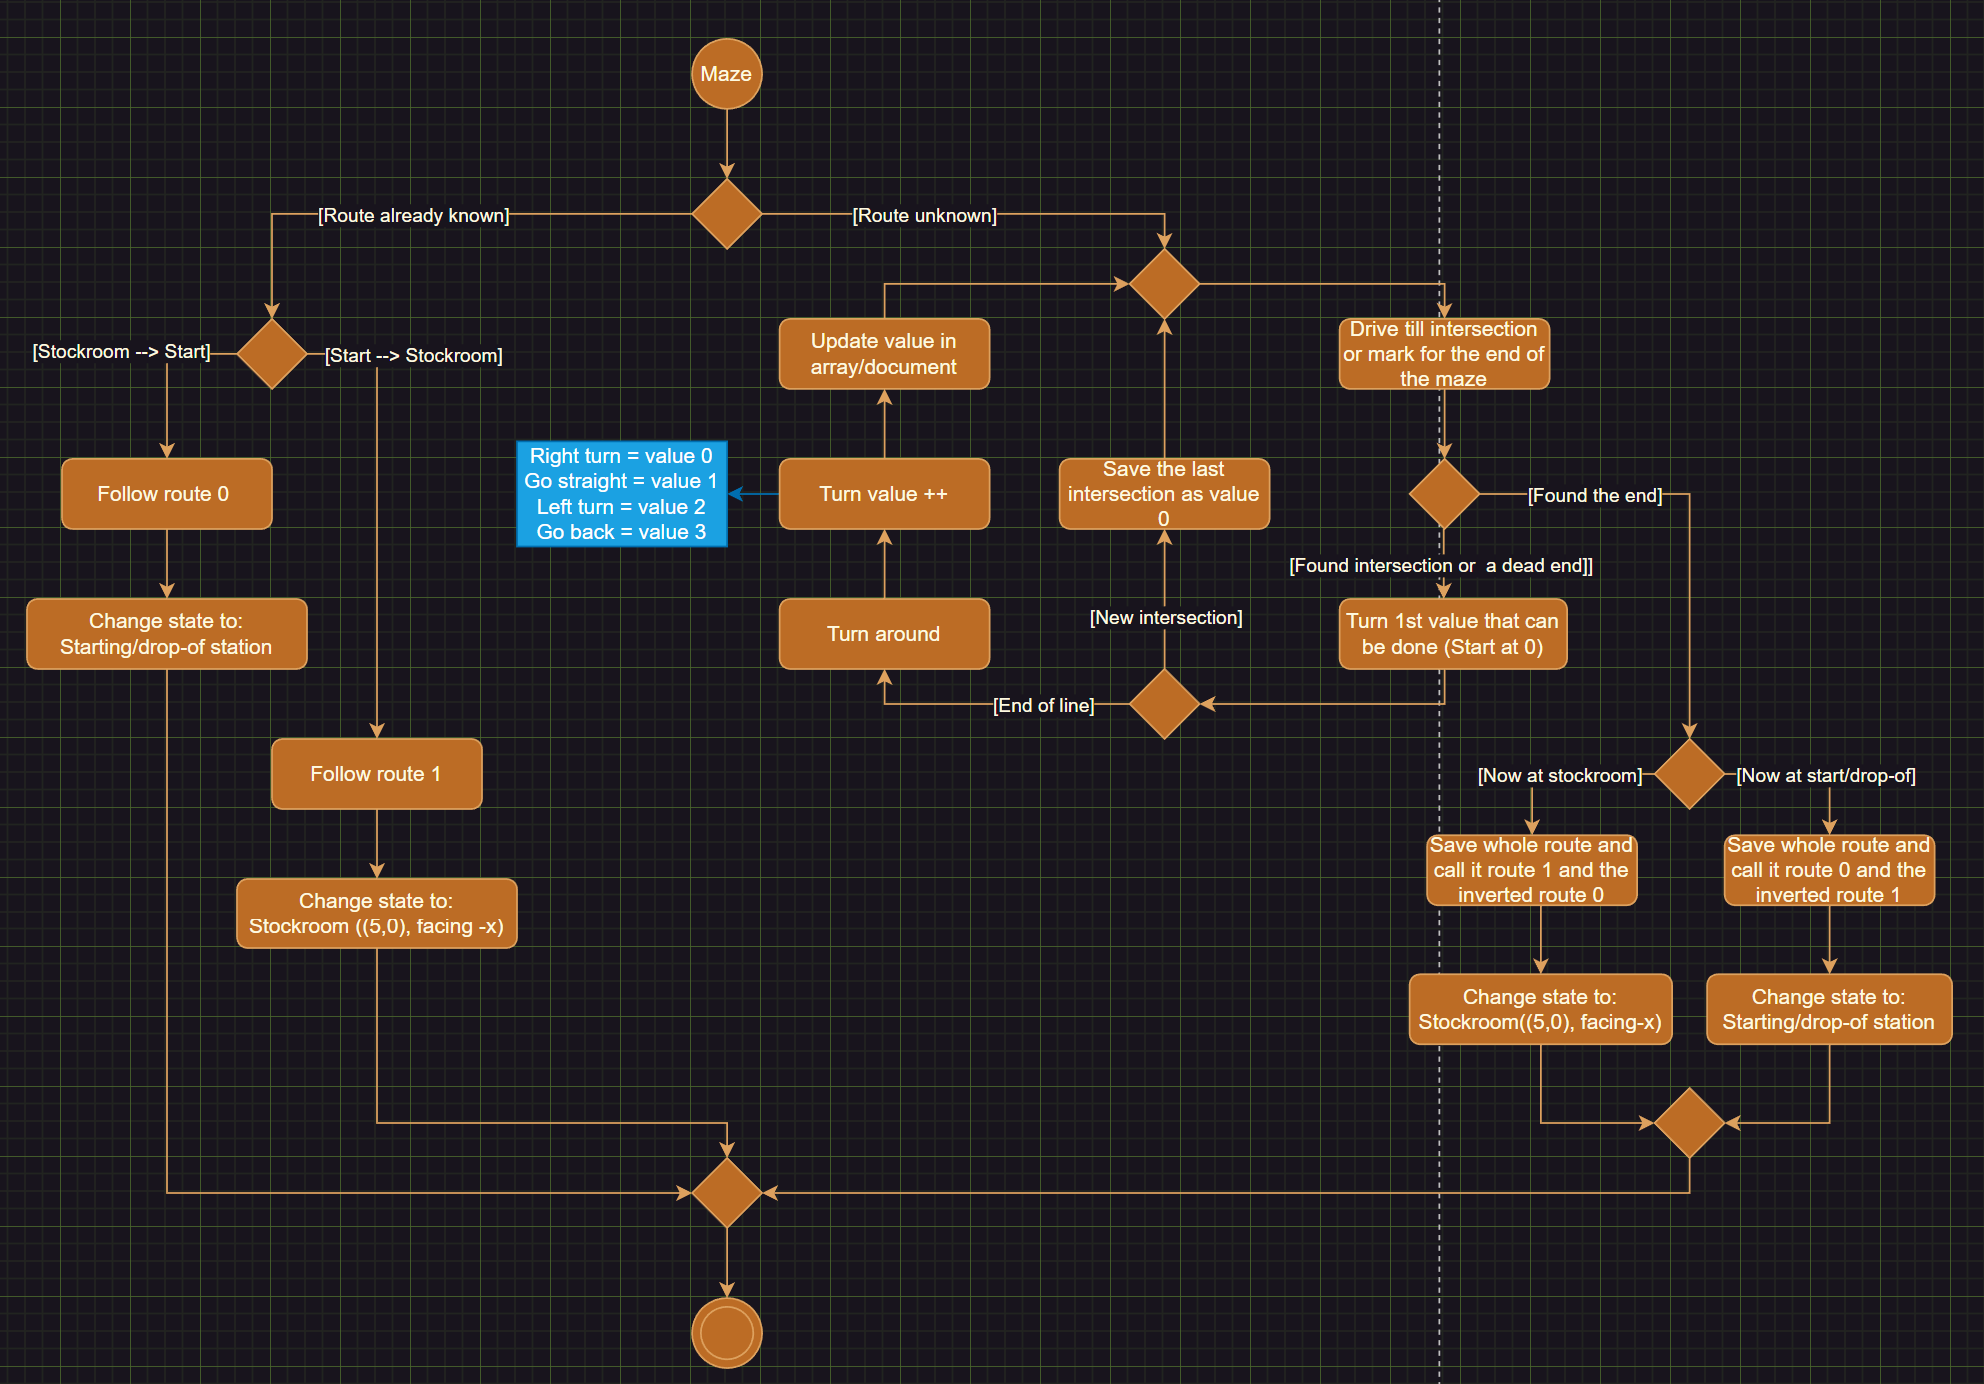 Maze
[Route already known]
[Route unknown]
[Stockroom --> Start]
[Start --> Stockroom]
Update value in
array/document
Drive till intersection
or mark for the end of
the maze
Follow route 0
Right turn = value 0
Go straight = value 1
Left turn = value 2
Go back = value 3
Turn value ++
Save the last
intersection as value
0
[Found the end]
[Found intersection or  a dead end]]
Change state to:
Starting/drop-of station
Turn around
[New intersection]
Turn 1st value that can
be done (Start at 0)
[End of line]
Follow route 1
[Now at stockroom]
[Now at start/drop-of]
Save whole route and
call it route 1 and the
inverted route 0
Save whole route and
call it route 0 and the
inverted route 1
Change state to:
Stockroom ((5,0), facing -x)
Change state to:
Stockroom((5,0), facing-x)
Change state to:
Starting/drop-of station